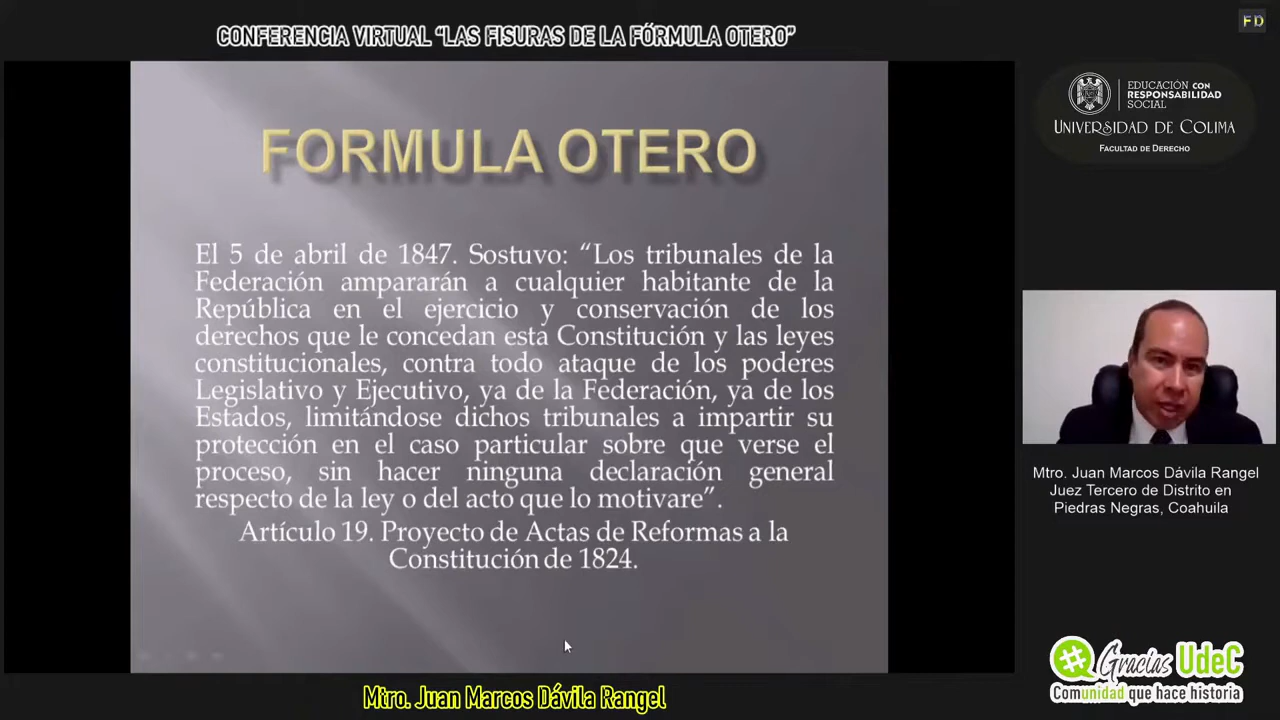 CONFERENCIA VIRTUAL “LAS FISURAS DE LA FÓRMULA OTERO”
FD
EDUCACIÓN CON
RESPONSABILIDAD
SOCIAL
UNIVERSIDAD DE COLIMA
FACULTAD DE DERECHO
FORMULA OTERO
El 5 de abril de 1847. Sostuvo: “Los tribunales de la
Federación ampararán a cualquier habitante de la
República en el ejercicio y conservación de los
derechos que le concedan esta Constitución y las leyes
constitucionales, contra todo ataque de los poderes
Legislativo y Ejecutivo, ya de la Federación, ya de los
Estados, limitándose dichos tribunales a impartir su
protección en el caso particular sobre que verse el
proceso, sin hacer ninguna declaración general
respecto de la ley o del acto que lo motivare”.
Artículo 19. Proyecto de Actas de Reformas a la
Constitución de 1824.
Mtro. Juan Marcos Dávila Rangel
Juez Tercero de Distrito en
Piedras Negras, Coahuila
# Gracias UdeC
Comunidad que hace historia
Mtro. Juan Marcos Dávila Rangel